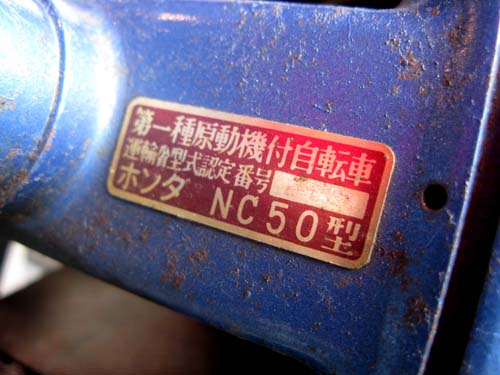 第一種原動機付自転車
運輸省型式認定番号
ホンダ NC50型